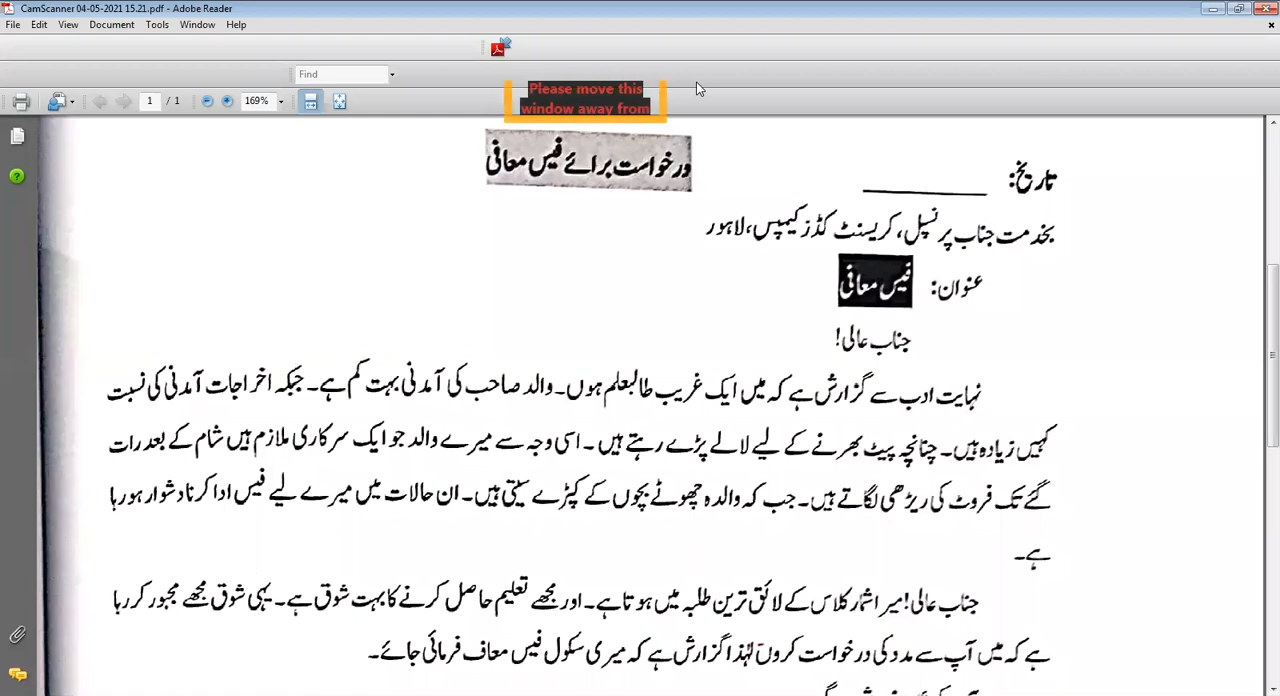 CamScanner 04-05-2021 15.21.pdf - Adobe Reader
File Edit View Document Tools Window Help
Find
1 / 1 169%
Please move this
window away from
درخواست برائے فیس معافی
تاریخ: ____________
بخدمت جناب پرنسپل، کریسنٹ کڈز کیمپس، لاہور
عنوان: فیس معافی
جناب عالی!
نہایت ادب سے گزارش ہے کہ میں ایک غریب طالبعلم ہوں۔ والد صاحب کی آمدنی بہت کم ہے۔ جبکہ اخراجات آمدنی کی نسبت
کہیں زیادہ ہیں۔ چنانچہ پیٹ بھرنے کے لیے لالے پڑے رہتے ہیں۔ اسی وجہ سے میرے والد جو ایک سرکاری ملازم ہیں شام کے بعد رات
گئے تک فروٹ کی ریڑھی لگاتے ہیں۔ جب کہ والدہ چھوٹے بچوں کے کپڑے سیتی ہیں۔ ان حالات میں میرے لیے فیس ادا کرنا دشوار ہو رہا
ہے۔
جناب عالی! میرا شمار کلاس کے لائق ترین طلبہ میں ہوتا ہے۔ اور مجھے تعلیم حاصل کرنے کا بہت شوق ہے۔ یہی شوق مجھے مجبور کر رہا
ہے کہ میں آپ سے مدد کی درخواست کروں لہٰذا گزارش ہے کہ میری سکول فیس معاف فرمائی جائے۔